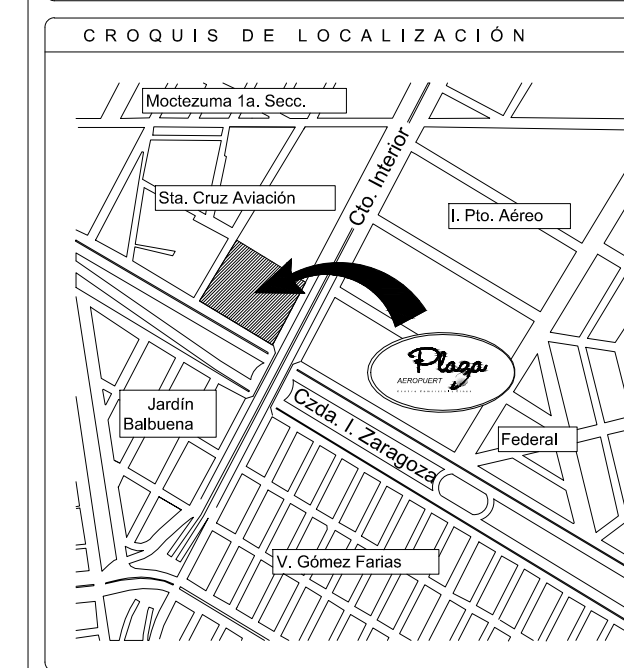 CROQUIS DE LOCALIZACIÓN
Moctezuma 1a. Secc.
Cto. Interior
Sta. Cruz Aviación
I. Pto. Aéreo
Plaza
AEROPUERT
Jardín
Balbuena
Czda. I. Zaragoza
Federal
V. Gómez Farias